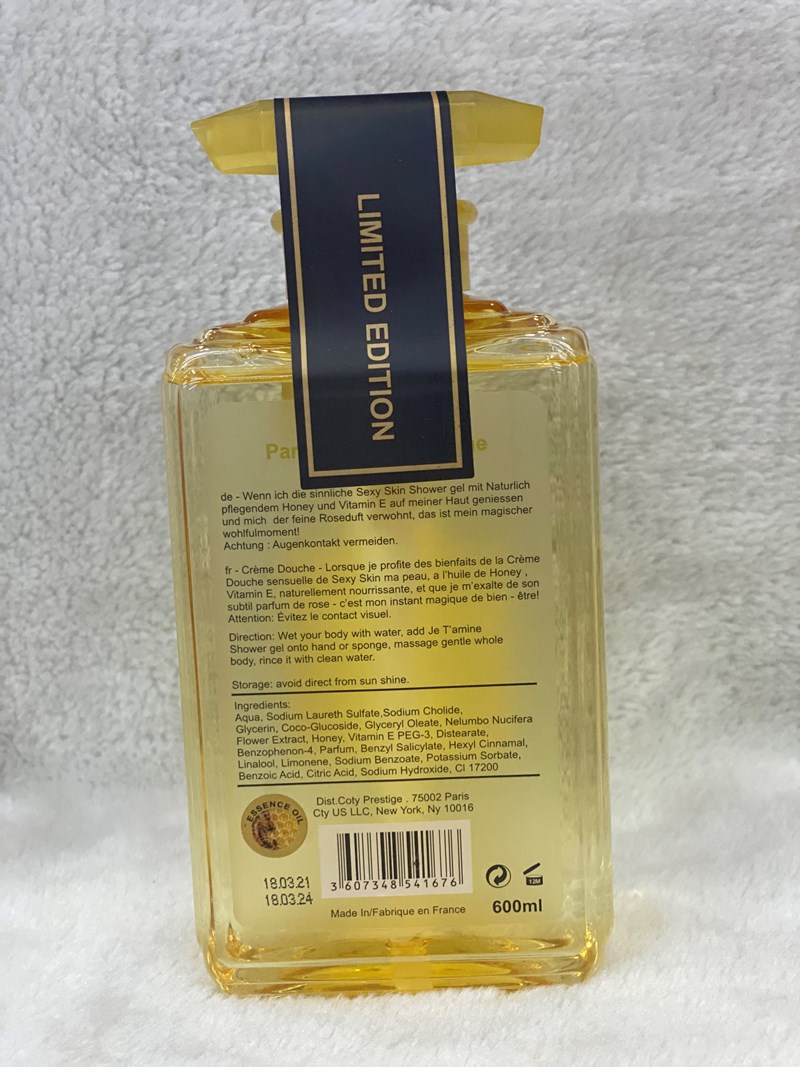 LIMITED EDITION
de - Wenn ich die sinnliche Sexy Skin Shower gel mit Naturlich
pflegendem Honey und Vitamin E auf meiner Haut geniessen
und mich der feine Roseduft verwohnt, das ist mein magischer
wohlfulmoment!
Achtung : Augenkontakt vermeiden.
fr - Crème Douche - Lorsque je profite des bienfaits de la Crème
Douche sensuelle de Sexy Skin ma peau, a l'huile de Honey ,
Vitamin E, naturellement nourrissante, et que je m'exalte de son
subtil parfum de rose - c'est mon instant magique de bien - être!
Attention: Évitez le contact visuel.
Direction: Wet your body with water, add Je T'amine
Shower gel onto hand or sponge, massage gentle whole
body, rince it with clean water.
Storage: avoid direct from sun shine.
Ingredients:
Aqua, Sodium Laureth Sulfate,Sodium Cholide,
Glycerin, Coco-Glucoside, Glyceryl Oleate, Nelumbo Nucifera
Flower Extract, Honey, Vitamin E PEG-3, Distearate,
Benzophenon-4, Parfum, Benzyl Salicylate, Hexyl Cinnamal,
Linalool, Limonene, Sodium Benzoate, Potassium Sorbate,
Benzoic Acid, Citric Acid, Sodium Hydroxide, CI 17200
ESSENCE OIL
Dist.Coty Prestige . 75002 Paris
Cty US LLC, New York, Ny 10016
18.03.21
18.03.24
3 607348 541676
12M
Made In/Fabrique en France
600ml